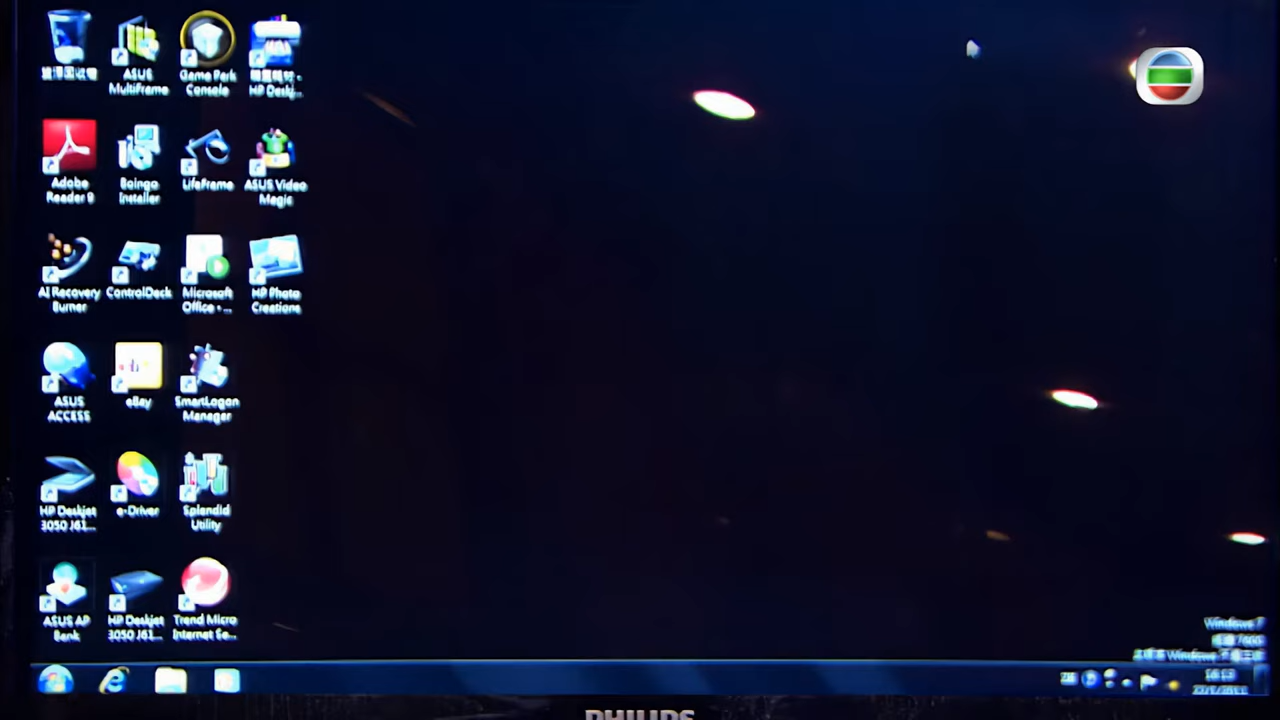 ASUS
MultiFrame
Game Park
Console
HP Deskj...
Adobe
Reader 9
Boingo
Installer
LifeFrame
ASUS Video
Magic
AI Recovery
Burner
ControlDeck
Microsoft
Office - ...
HP Photo
Creations
ASUS
ACCESS
eBay
SmartLogon
Manager
HP Deskjet
3050 J61...
e-Driver
Splendid
Utility
ASUS AP
Bank
HP Deskjet
3050 J61...
Trend Micro
Internet Se...
Windows 7
Windows
PHILIPS